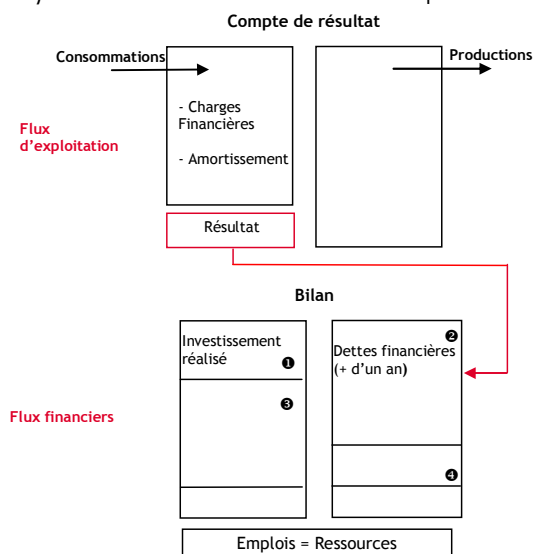 Compte de résultat
Consommations
Productions
- Charges
Financières
- Amortissement
Flux
d’exploitation
Résultat
Bilan
Investissement
réalisé
❶
❷
Dettes financières
(+ d’un an)
❸
Flux financiers
❹
Emplois = Ressources